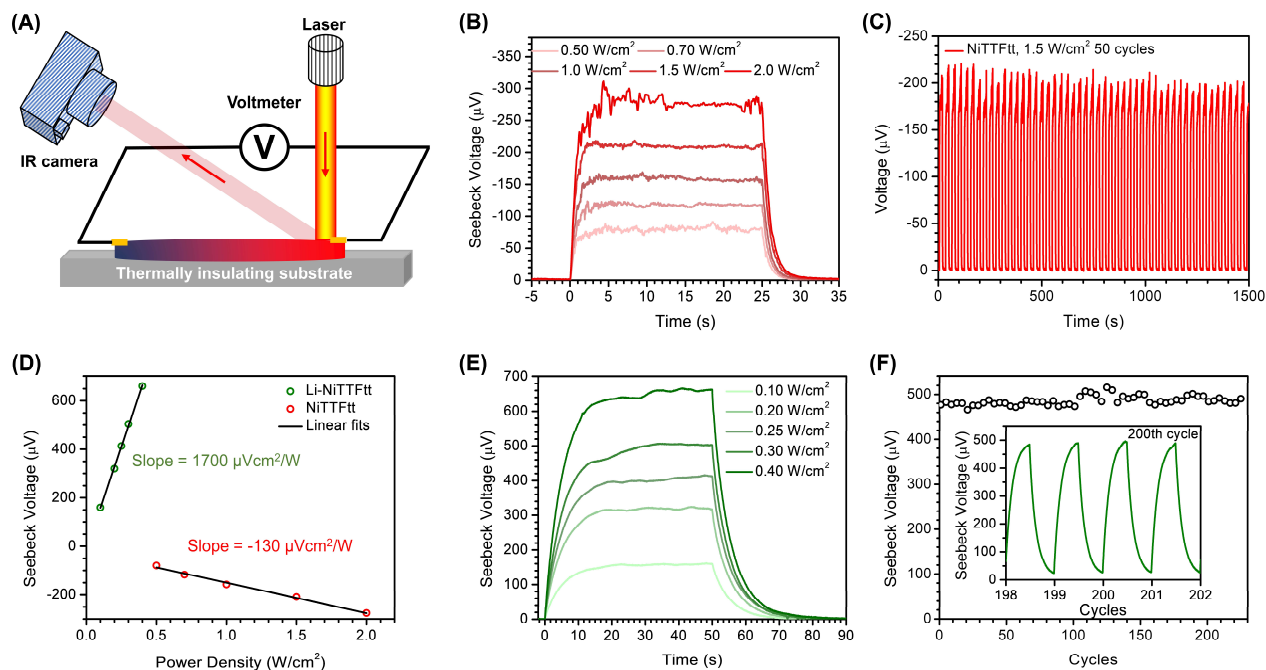 (A)
Laser
Voltmeter
V
IR camera
Thermally insulating substrate
(B)
0.50 W/cm² 0.70 W/cm²
1.0 W/cm² 1.5 W/cm² 2.0 W/cm²
-350
-300
-250
-200
-150
-100
-50
0
Seebeck Voltage (µV)
-5 0 5 10 15 20 25 30 35
Time (s)
(C)
NiTTFtt, 1.5 W/cm² 50 cycles
-250
-200
-150
-100
-50
0
Voltage (µV)
0 500 1000 1500
Time (s)
(D)
Li-NiTTFtt
NiTTFtt
Linear fits
Slope = 1700 µVcm²/W
Slope = -130 µVcm²/W
600
400
200
0
-200
Seebeck Voltage (µV)
0.0 0.5 1.0 1.5 2.0
Power Density (W/cm²)
(E)
0.10 W/cm²
0.20 W/cm²
0.25 W/cm²
0.30 W/cm²
0.40 W/cm²
700
600
500
400
300
200
100
0
Seebeck Voltage (µV)
0 10 20 30 40 50 60 70 80 90
Time (s)
(F)
500
400
300
200
100
0
Seebeck Voltage (µV)
200th cycle
500
400
300
200
100
0
Seebeck Voltage (µV)
198 199 200 201 202
Cycles
0 50 100 150 200
Cycles